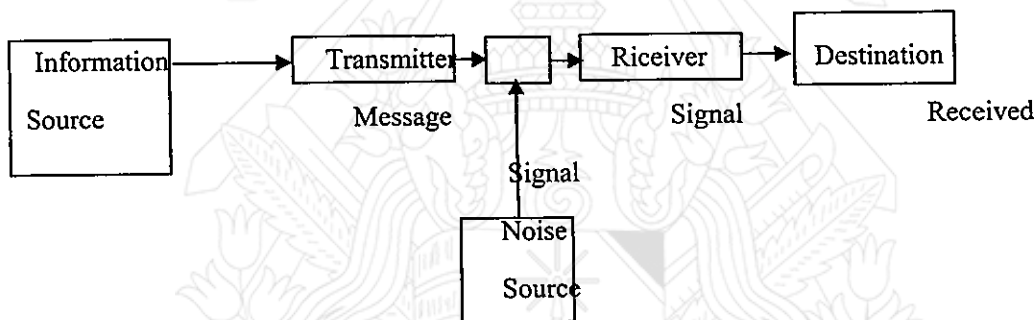 Information Source
Transmitter
Riceiver
Destination
Message
Signal
Received
Signal
Noise
Source